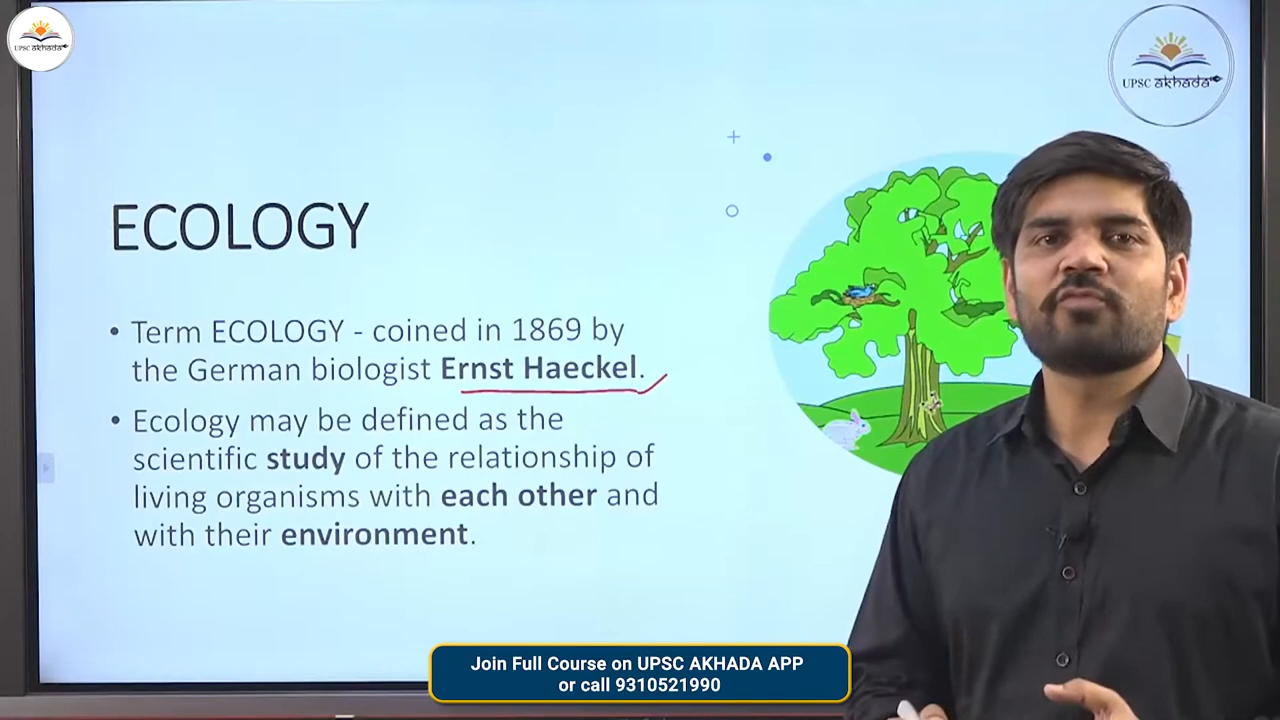 UPSC akhada
UPSC akhada
ECOLOGY
• Term ECOLOGY - coined in 1869 by
the German biologist Ernst Haeckel.
• Ecology may be defined as the
scientific study of the relationship of
living organisms with each other and
with their environment.
Join Full Course on UPSC AKHADA APP
or call 9310521990